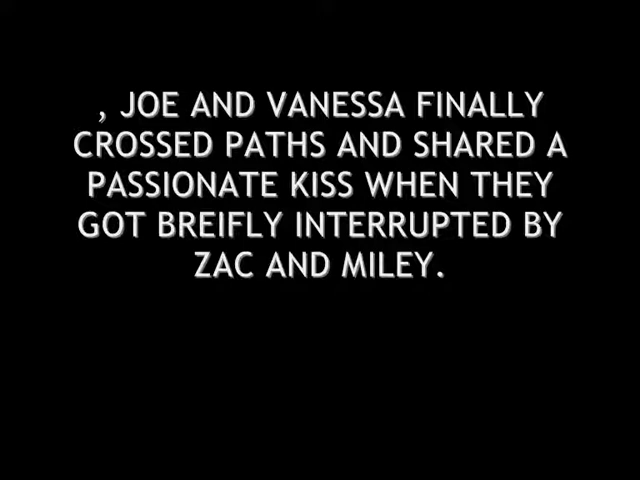 , JOE AND VANESSA FINALLY
CROSSED PATHS AND SHARED A
PASSIONATE KISS WHEN THEY
GOT BREIFLY INTERRUPTED BY
ZAC AND MILEY.